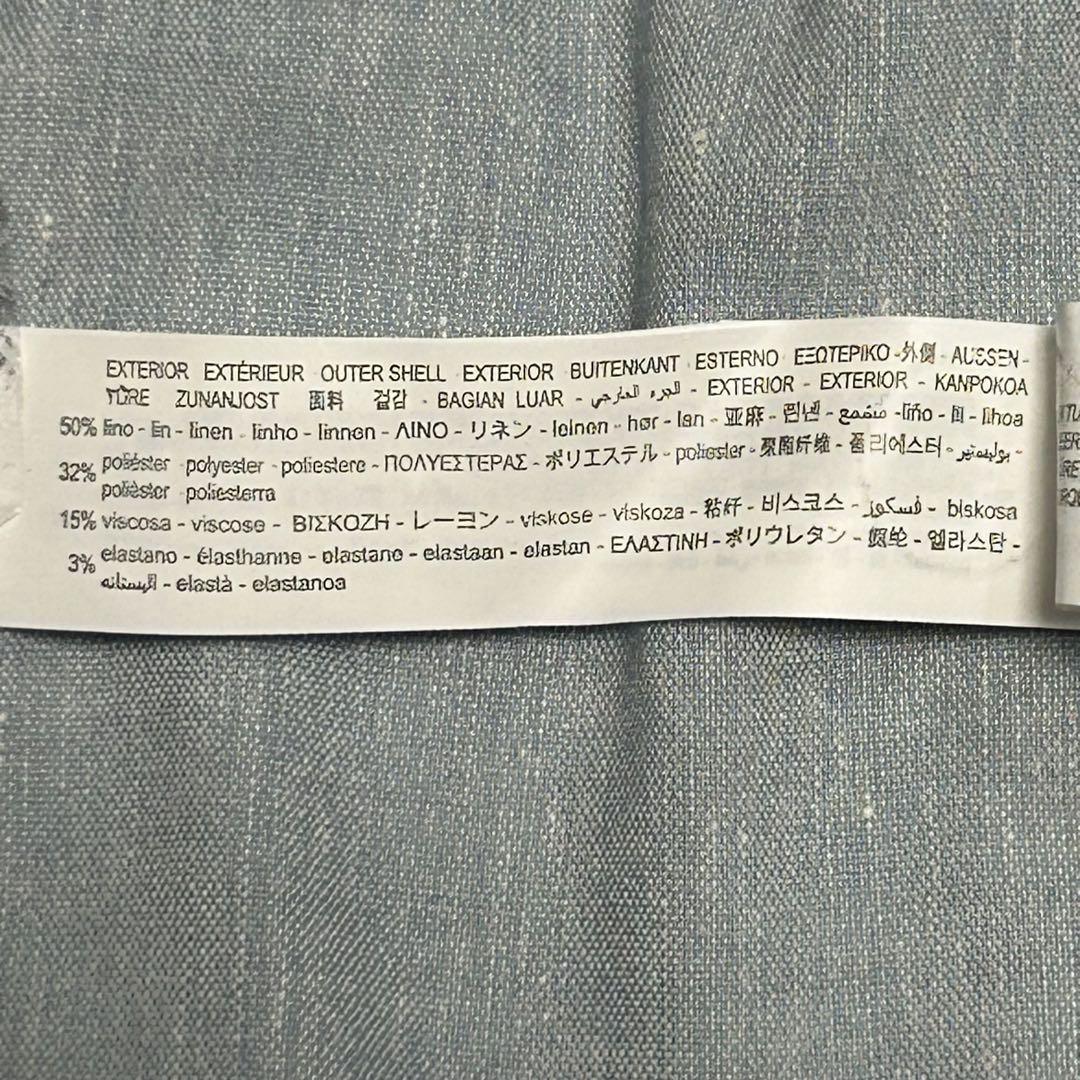 EXTERIOR EXTÉRIEUR OUTER SHELL EXTERIOR BUITENKANT ESTERNO ΕΞΩΤΕΡΙΚΟ -外側 - AUSSEN-
ZUNANJOST 面料 겉감 - BAGIAN LUAR - الجزء الخارجي - EXTERIOR - EXTERIOR - KANPOKOA
50% lino - lin - linen - linho - linnen - ΛΙΝΟ - リネン - leinen - hør - lan - 亚麻 - 린넨 - liño - lli - lihoa
32% poliéster polyester - poliestere - ΠΟΛΥΕΣΤΕΡΑΣ - ポリエステル - poliester - 聚酯纤维 - 폴리에스터 - بوليستير -
polièster poliesterra
15% viscosa - viscose - ΒΙΣΚΟΖΗ - レーヨン - viskose - viskoza - 粘纤 - 비스코스 - فسكوز - biskosa
3% elastano - élasthanne - elastane - elastaan - elastan - ΕΛΑΣΤΙΝΗ - ポリウレタン - 氨纶 - 엘라스탄 -
elastà - elastanoa